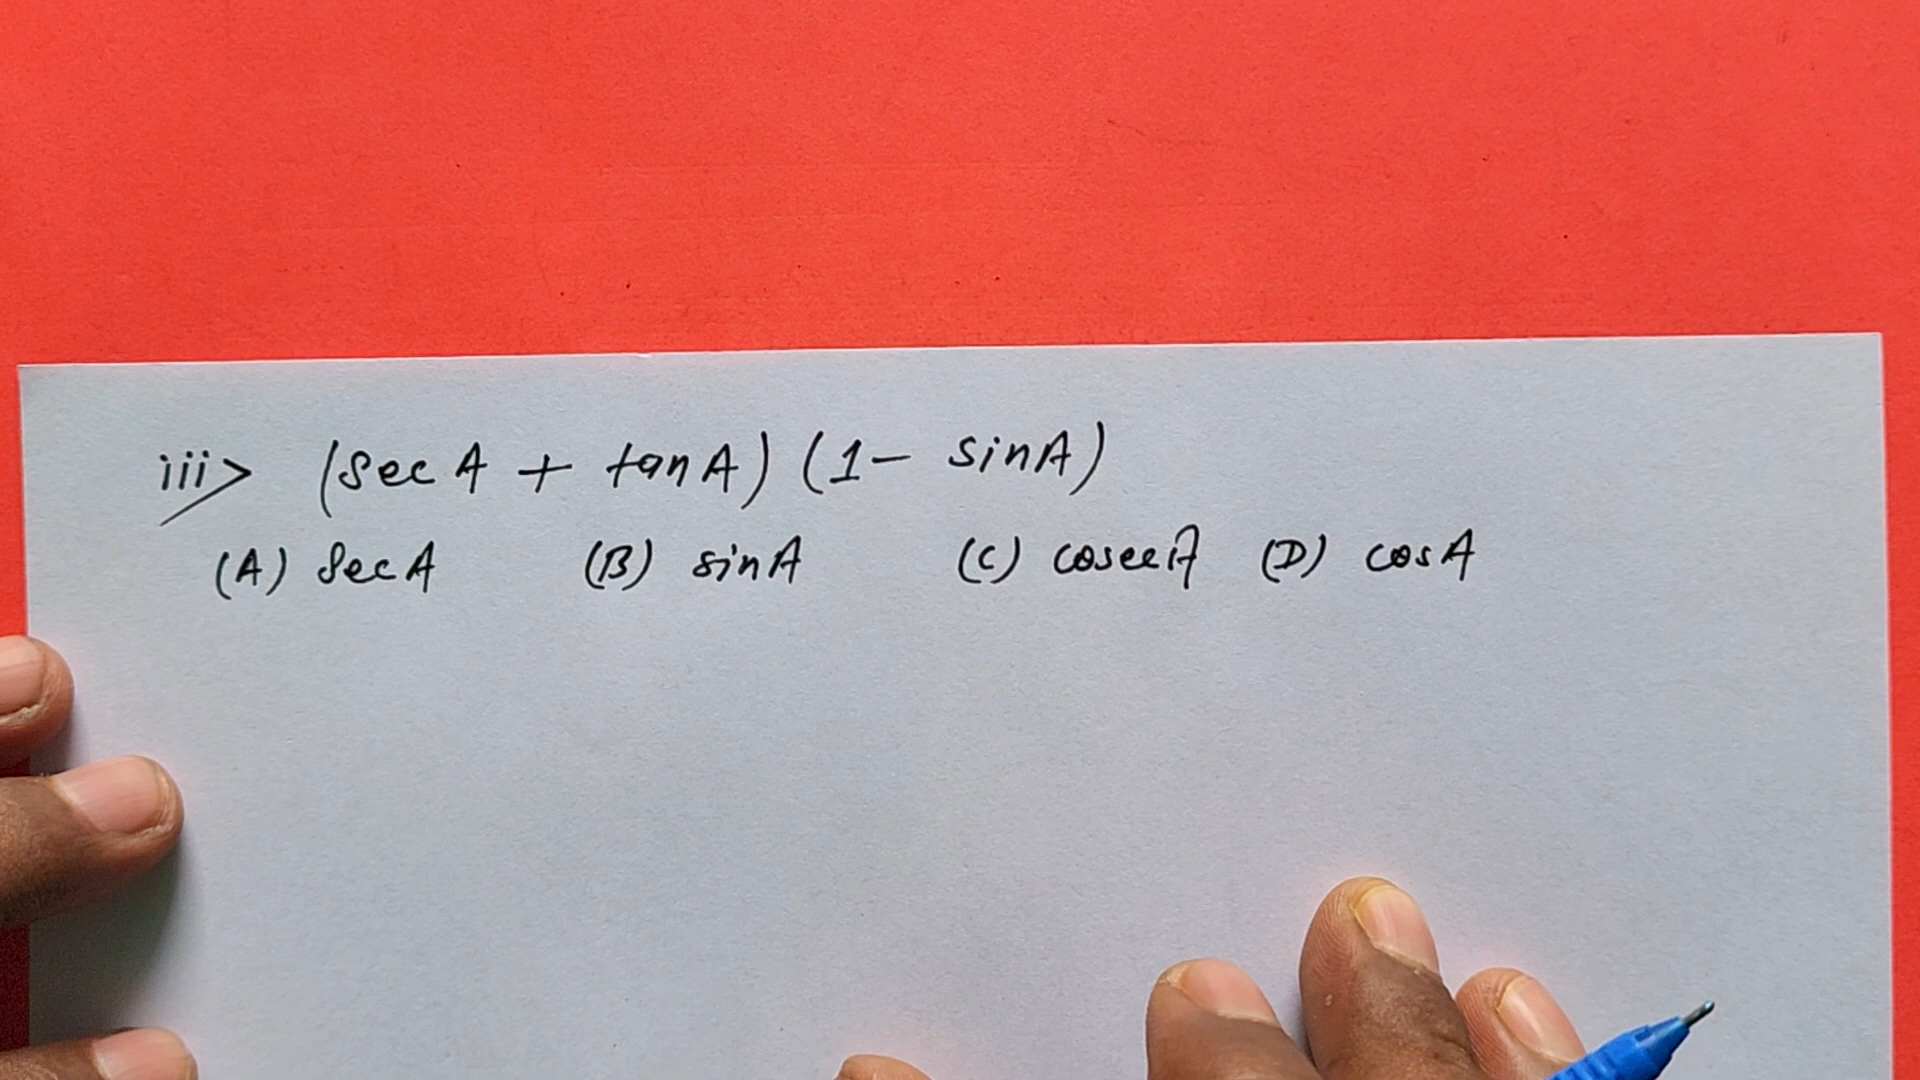 iii> (sec A + tan A) (1 - sin A)
(A) sec A (B) sin A (C) cosec A (D) cos A